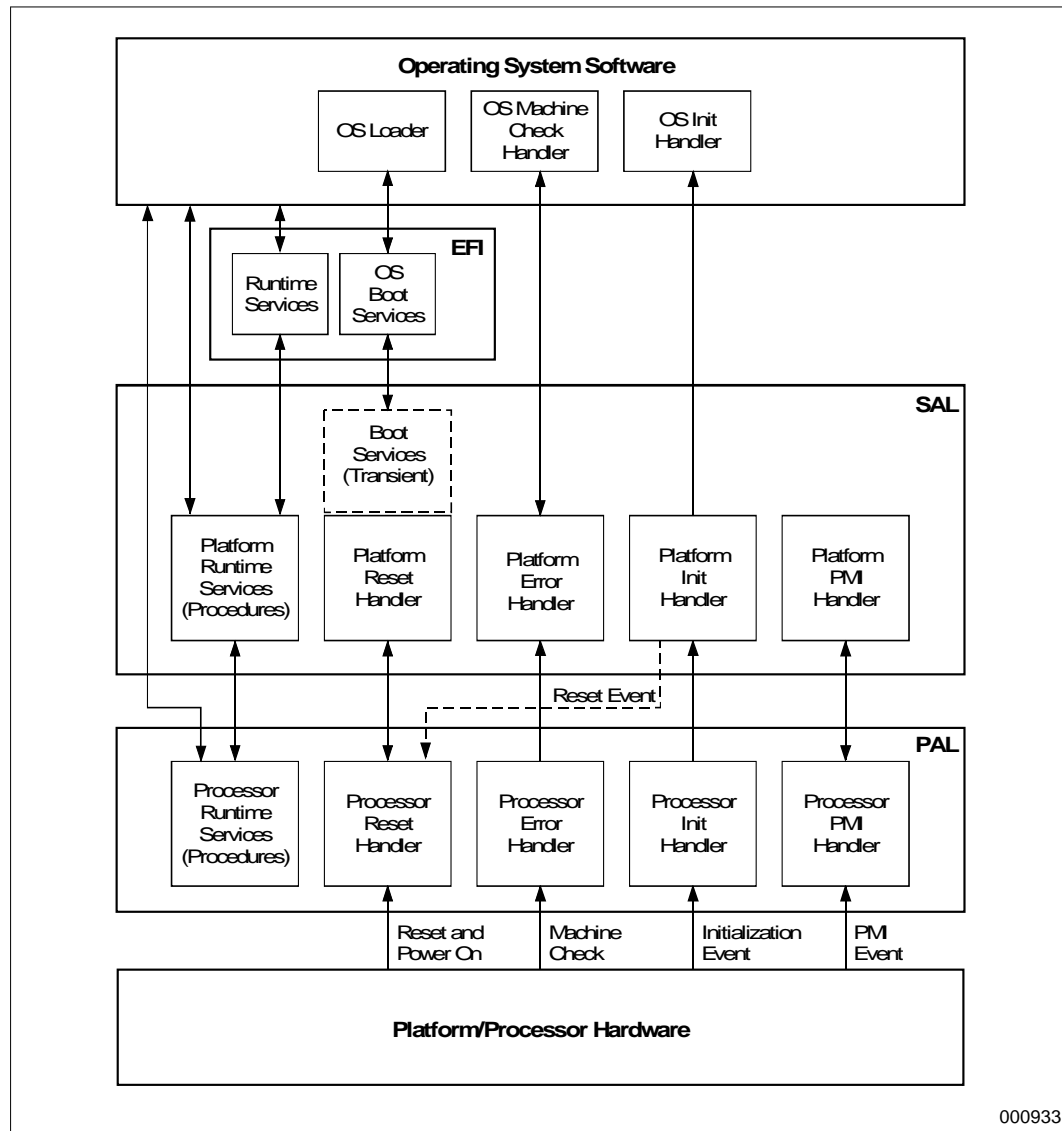 Operating System Software
OS Loader
OS Machine
Check
Handler
OS Init
Handler
EFI
Runtime
Services
OS
Boot
Services
SAL
Boot
Services
(Transient)
Platform
Runtime
Services
(Procedures)
Platform
Reset
Handler
Platform
Error
Handler
Platform
Init
Handler
Platform
PMI
Handler
Reset Event
PAL
Processor
Runtime
Services
(Procedures)
Processor
Reset
Handler
Processor
Error
Handler
Processor
Init
Handler
Processor
PMI
Handler
Reset and
Power On
Machine
Check
Initialization
Event
PMI
Event
Platform/Processor Hardware
000933